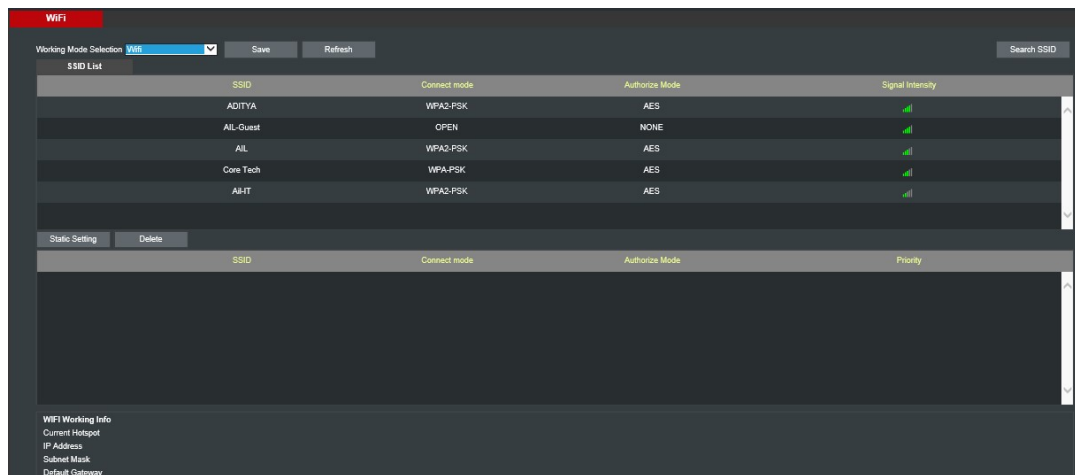 WiFi
Working Mode Selection Wifi Save Refresh Search SSID
SSID List
SSID Connect mode Authorize Mode Signal Intensity
ADITYA WPA2-PSK AES
AIL-Guest OPEN NONE
AIL WPA2-PSK AES
Core Tech WPA-PSK AES
Ail-IT WPA2-PSK AES
Static Setting Delete
SSID Connect mode Authorize Mode Priority
WIFI Working Info
Current Hotspot
IP Address
Subnet Mask
Default Gateway